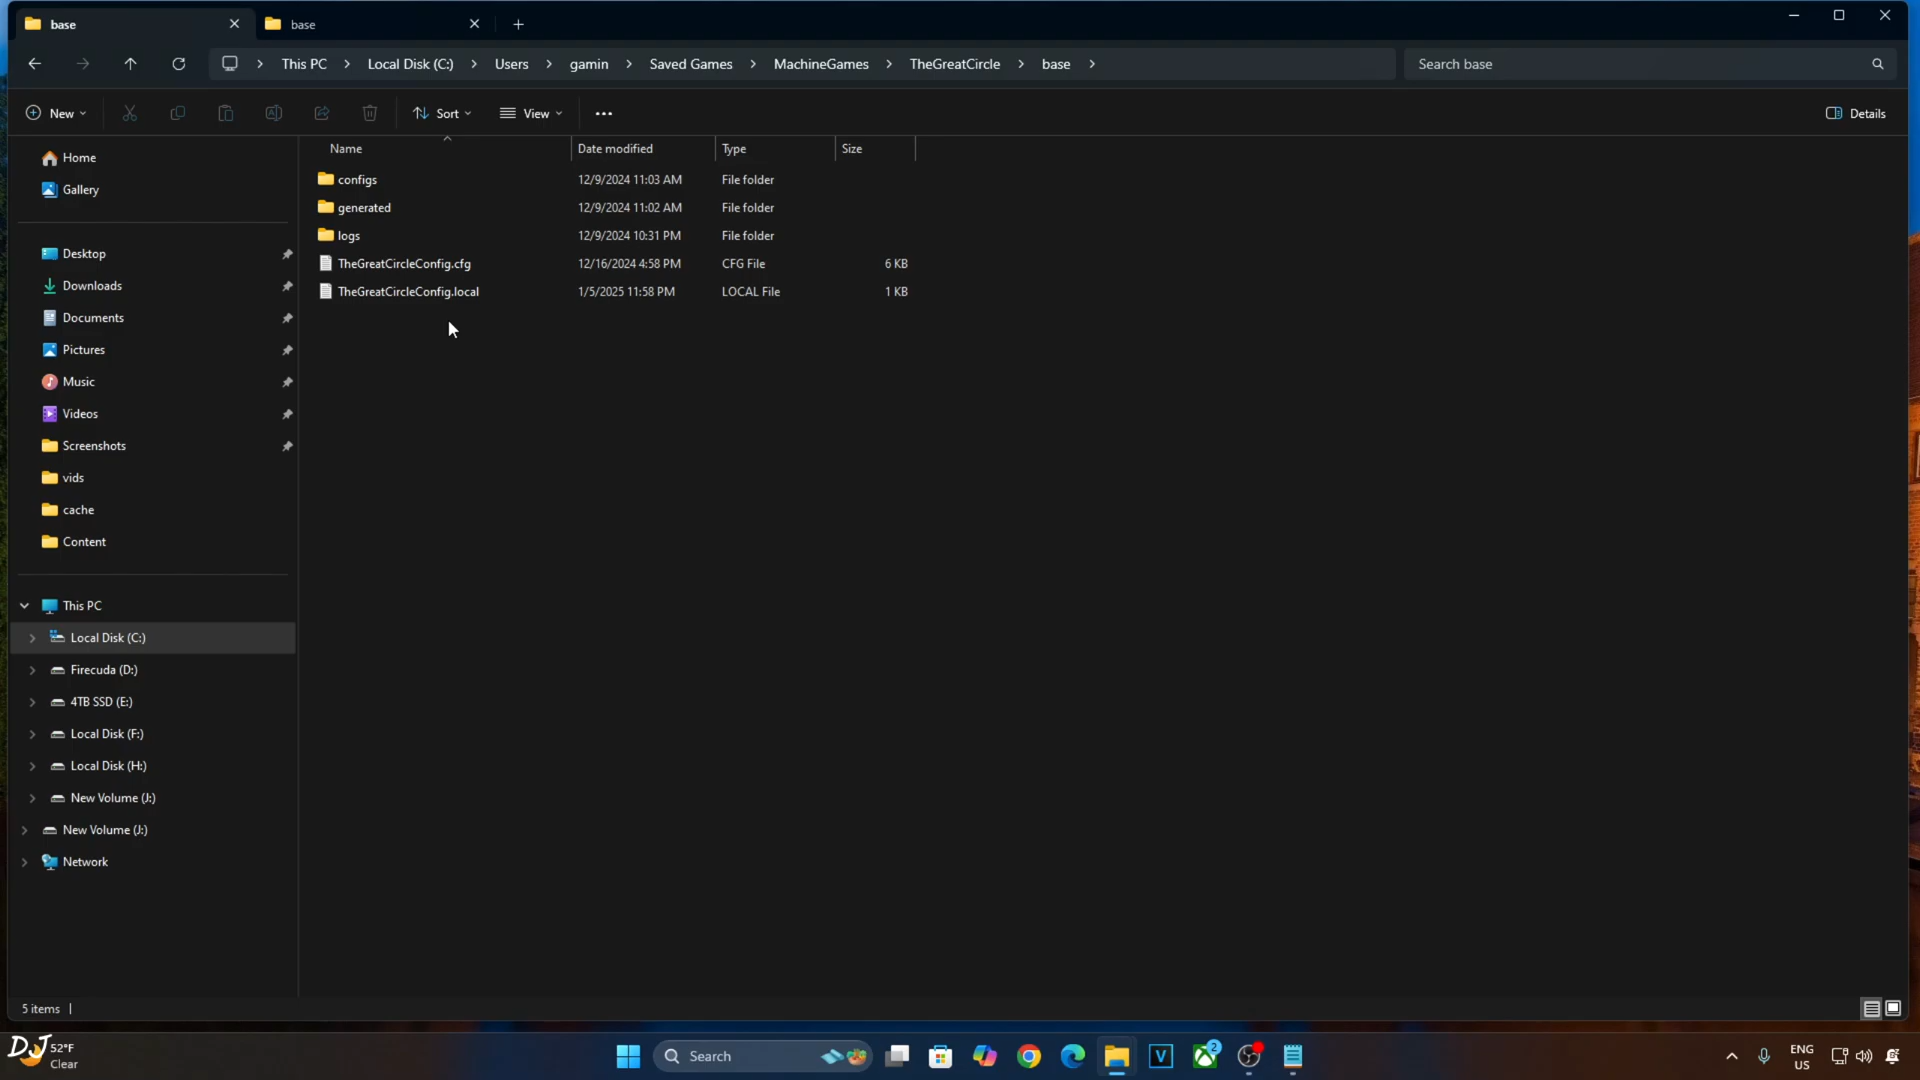 base
base
This PC
Local Disk (C:)
Users
gamin
Saved Games
MachineGames
TheGreatCircle
base
Search base
New
Sort
View
Details
Name
Date modified
Type
Size
configs 12/9/2024 11:03 AM File folder
generated 12/9/2024 11:02 AM File folder
logs 12/9/2024 10:31 PM File folder
TheGreatCircleConfig.cfg 12/16/2024 4:58 PM CFG File 6 KB
TheGreatCircleConfig.local 1/5/2025 11:58 PM LOCAL File 1 KB
Home
Gallery
Desktop
Downloads
Documents
Pictures
Music
Videos
Screenshots
vids
cache
Content
This PC
Local Disk (C:)
Firecuda (D:)
4TB SSD (E:)
Local Disk (F:)
Local Disk (H:)
New Volume (J:)
New Volume (J:)
Network
5 items
DJ
52°F
Clear
Search
V
2
ENG
US